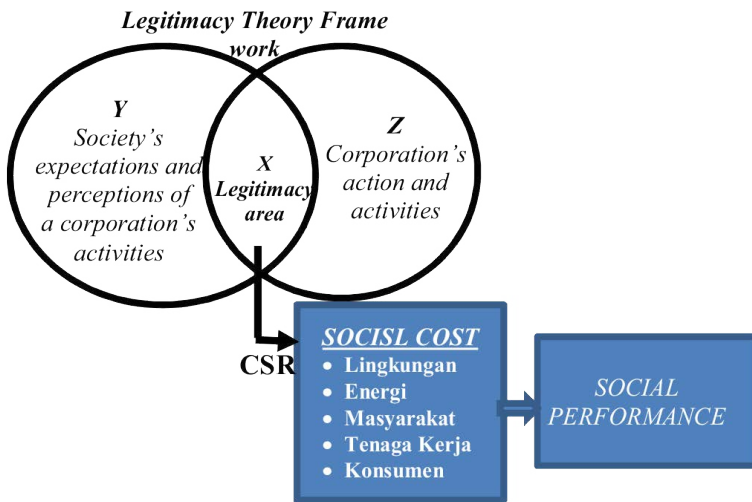 Legitimacy Theory Frame
work
Y
Society's
expectations and
perceptions of
a corporation's
activities
X
Legitimacy
area
Z
Corporation's
action and
activities
CSR
SOCISL COST
• Lingkungan
• Energi
• Masyarakat
• Tenaga Kerja
• Konsumen
SOCIAL
PERFORMANCE